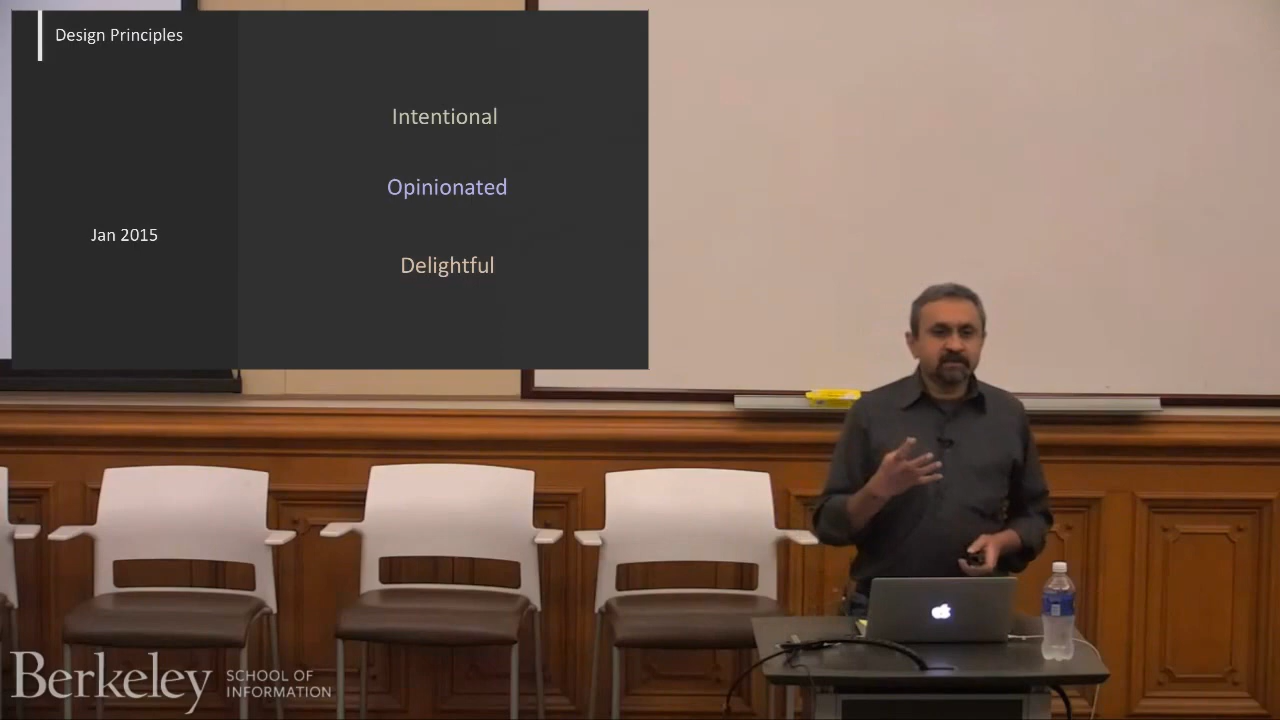 Design Principles
Intentional
Opinionated
Jan 2015
Delightful
Berkeley
SCHOOL OF
INFORMATION